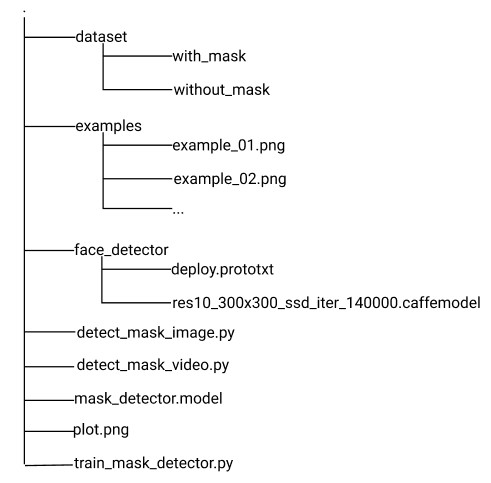 .
dataset
with_mask
without_mask
examples
example_01.png
example_02.png
...
face_detector
deploy.prototxt
res10_300x300_ssd_iter_140000.caffemodel
detect_mask_image.py
detect_mask_video.py
mask_detector.model
plot.png
train_mask_detector.py